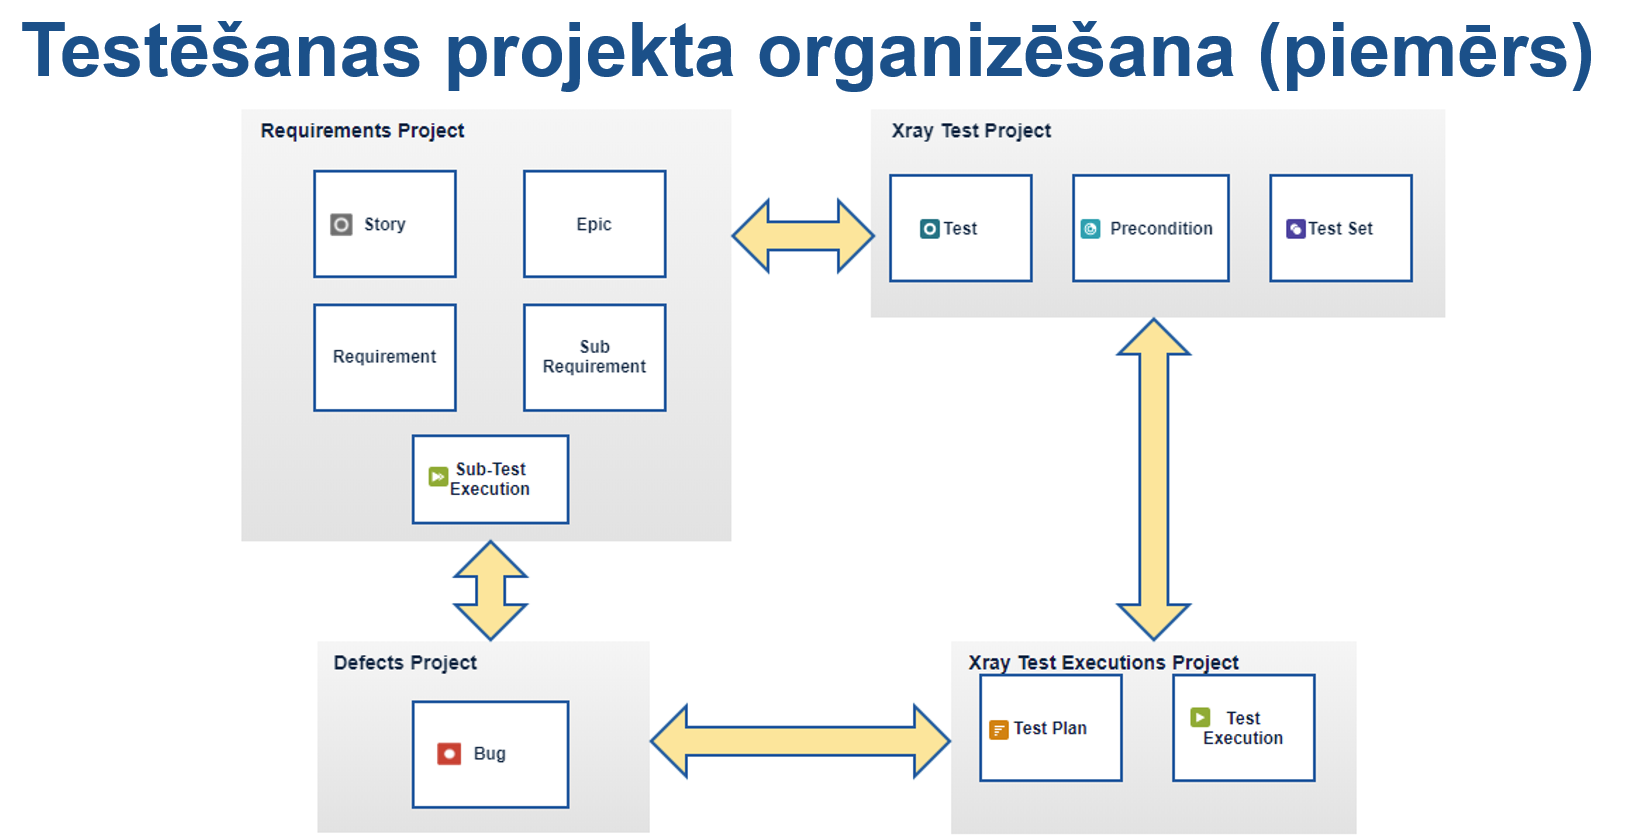 Testēšanas projekta organizēšana (piemērs)
Requirements Project
Story
Epic
Requirement
Sub
Requirement
Sub-Test
Execution
Xray Test Project
Test
Precondition
Test Set
Defects Project
Bug
Xray Test Executions Project
Test Plan
Test
Execution